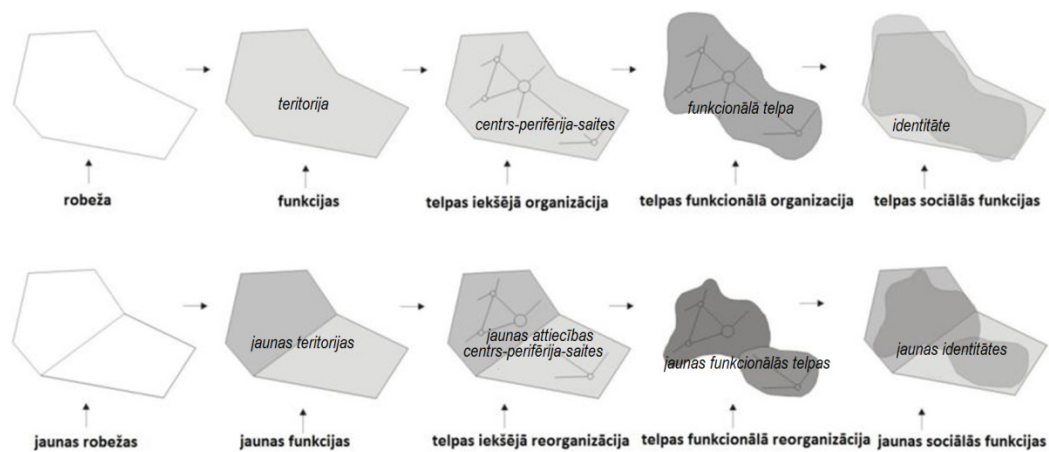 teritorija
centrs-perifērija-saites
funkcionālā telpa
identitāte
robeža
funkcijas
telpas iekšējā organizācija
telpas funkcionālā organizacija
telpas sociālās funkcijas
jaunas teritorijas
jaunas attiecības
centrs-perifērija-saites
jaunas funkcionālās telpas
jaunas identitātes
jaunas robežas
jaunas funkcijas
telpas iekšējā reorganizācija
telpas funkcionālā reorganizācija
jaunas sociālās funkcijas